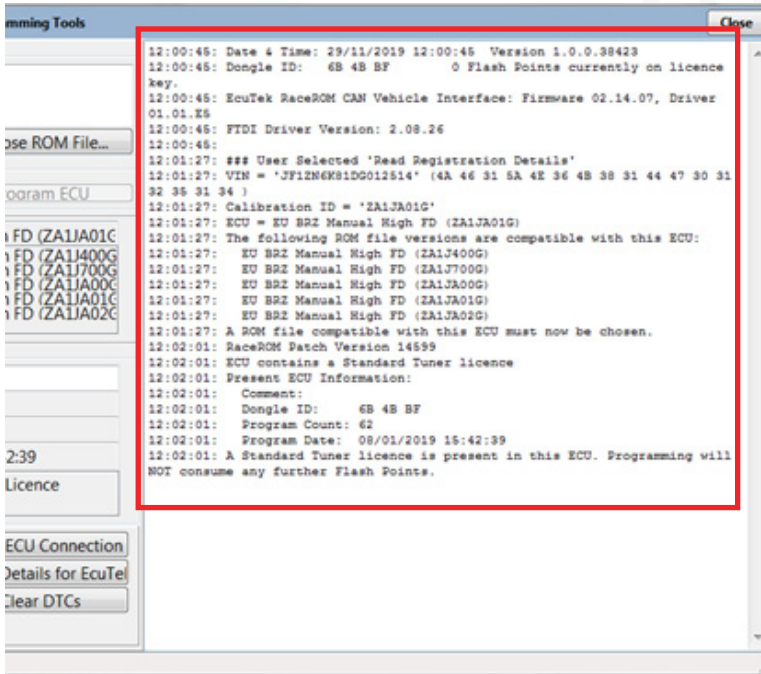 mming Tools
Close
ose ROM File...
ogram ECU
FD (ZA1JA01G
FD (ZA1J400G
FD (ZA1J700G
FD (ZA1JA00G
FD (ZA1JA01G
FD (ZA1JA02G
2:39
Licence
ECU Connection
Details for EcuTe
Clear DTCs
12:00:45: Date & Time: 29/11/2019 12:00:45 Version 1.0.0.38423
12:00:45: Dongle ID: 6B 4B BF 0 Flash Points currently on licence
key.
12:00:45: EcuTek RaceROM CAN Vehicle Interface: Firmware 02.14.07, Driver
01.01.E5
12:00:45: FTDI Driver Version: 2.08.26
12:00:45:
12:01:27: ### User Selected 'Read Registration Details'
12:01:27: VIN = 'JF1ZN6K81DG012514' (4A 46 31 5A 4E 36 4B 38 31 44 47 30 31
32 35 31 34 )
12:01:27: Calibration ID = 'ZA1JA01G'
12:01:27: ECU = EU BRZ Manual High FD (ZA1JA01G)
12:01:27: The following ROM file versions are compatible with this ECU:
12:01:27: EU BRZ Manual High FD (ZA1J400G)
12:01:27: EU BRZ Manual High FD (ZA1J700G)
12:01:27: EU BRZ Manual High FD (ZA1JA00G)
12:01:27: EU BRZ Manual High FD (ZA1JA01G)
12:01:27: EU BRZ Manual High FD (ZA1JA02G)
12:01:27: A ROM file compatible with this ECU must now be chosen.
12:02:01: RaceROM Patch Version 14599
12:02:01: ECU contains a Standard Tuner licence
12:02:01: Present ECU Information:
12:02:01: Comment:
12:02:01: Dongle ID: 6B 4B BF
12:02:01: Program Count: 62
12:02:01: Program Date: 08/01/2019 15:42:39
12:02:01: A Standard Tuner licence is present in this ECU. Programming will
NOT consume any further Flash Points.